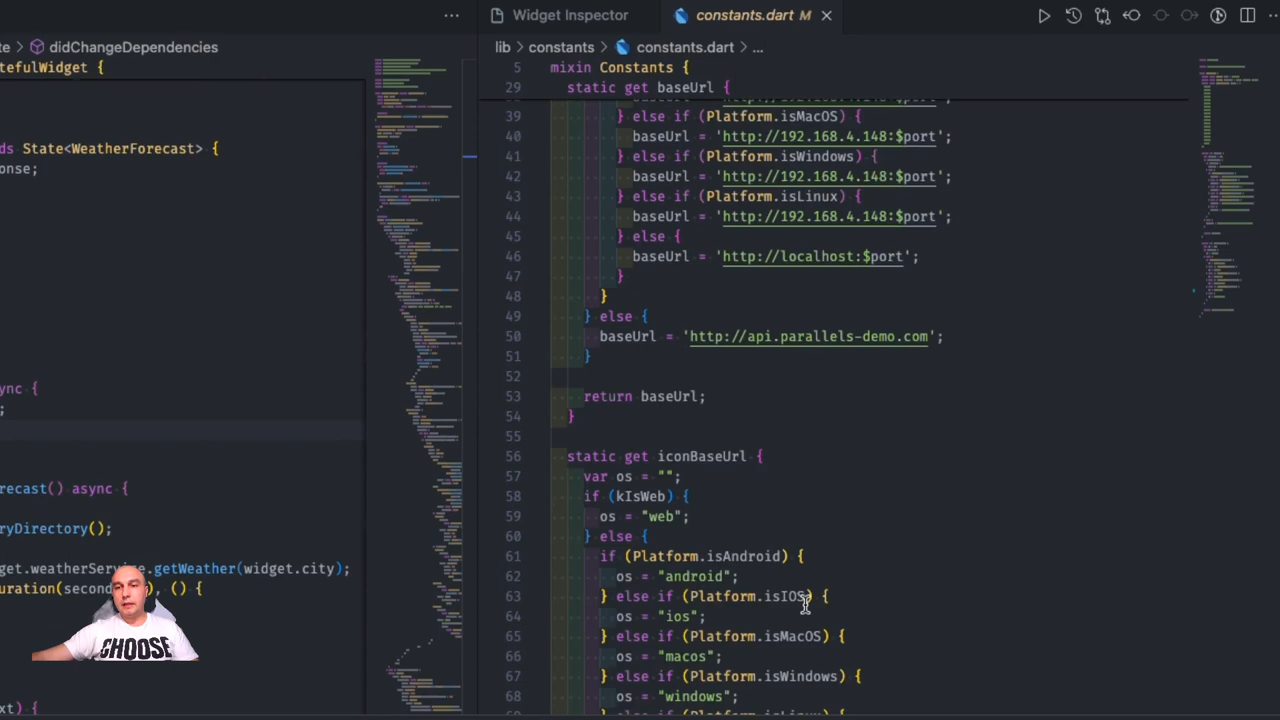 Widget Inspector
constants.dart M
te > didChangeDependencies
lib > constants > constants.dart > ...
tefulWidget {
ds State<WeatherForecast> {
onse;
ync {
;
recast() async {
ryDirectory();
dget.weatherService.getWeather(widget.city);
uration(second
), () {
xt) {
CHOOSE
5 mixin Constants {
29 static get baseUrl {
39 } else if (Platform.isMacOS) {
40 baseUrl = 'http://192.168.4.148:$port';
41 } else if (Platform.isWindows) {
42 baseUrl = 'http://192.168.4.148:$port';
43 } else if (Platform.isLinux) {
44 baseUrl = 'http://192.168.4.148:$port';
45 } else {
46 baseUrl = 'http://localhost:$port';
47 }
48 }
49 } else {
50 baseUrl = 'http://api.parallels-demo.com';
51 }
52
53 return baseUrl;
54 }
55
56 static get iconBaseUrl {
57 var os = "";
58 if (kIsWeb) {
59 os = "web";
60 } else {
61 if (Platform.isAndroid) {
62 os = "android";
63 } else if (Platform.isIOS) {
64 os = "ios";
65 } else if (Platform.isMacOS) {
66 os = "macos";
67 } else if (Platform.isWindows) {
68 os = "windows";